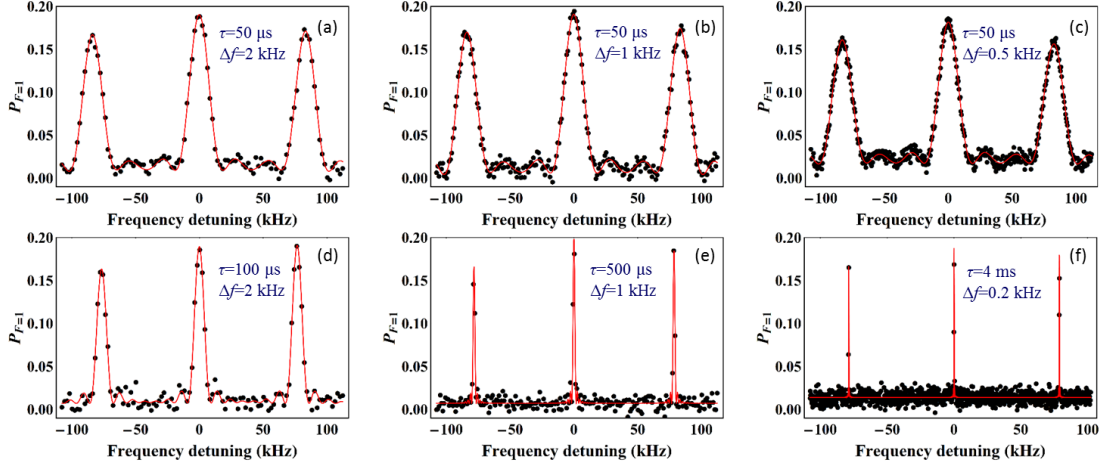 0.20
0.15
0.10
0.05
0.00
P_{F=1}
(a)
τ=50 μs
Δf=2 kHz
−100 −50 0 50 100
Frequency detuning (kHz)
0.20
0.15
0.10
0.05
0.00
P_{F=1}
(b)
τ=50 μs
Δf=1 kHz
−100 −50 0 50 100
Frequency detuning (kHz)
0.20
0.15
0.10
0.05
0.00
P_{F=1}
(c)
τ=50 μs
Δf=0.5 kHz
−100 −50 0 50 100
Frequency detuning (kHz)
0.20
0.15
0.10
0.05
0.00
P_{F=1}
(d)
τ=100 μs
Δf=2 kHz
−100 −50 0 50 100
Frequency detuning (kHz)
0.20
0.15
0.10
0.05
0.00
P_{F=1}
(e)
τ=500 μs
Δf=1 kHz
−100 −50 0 50 100
Frequency detuning (kHz)
0.20
0.15
0.10
0.05
0.00
P_{F=1}
(f)
τ=4 ms
Δf=0.2 kHz
−100 −50 0 50 100
Frequency detuning (kHz)